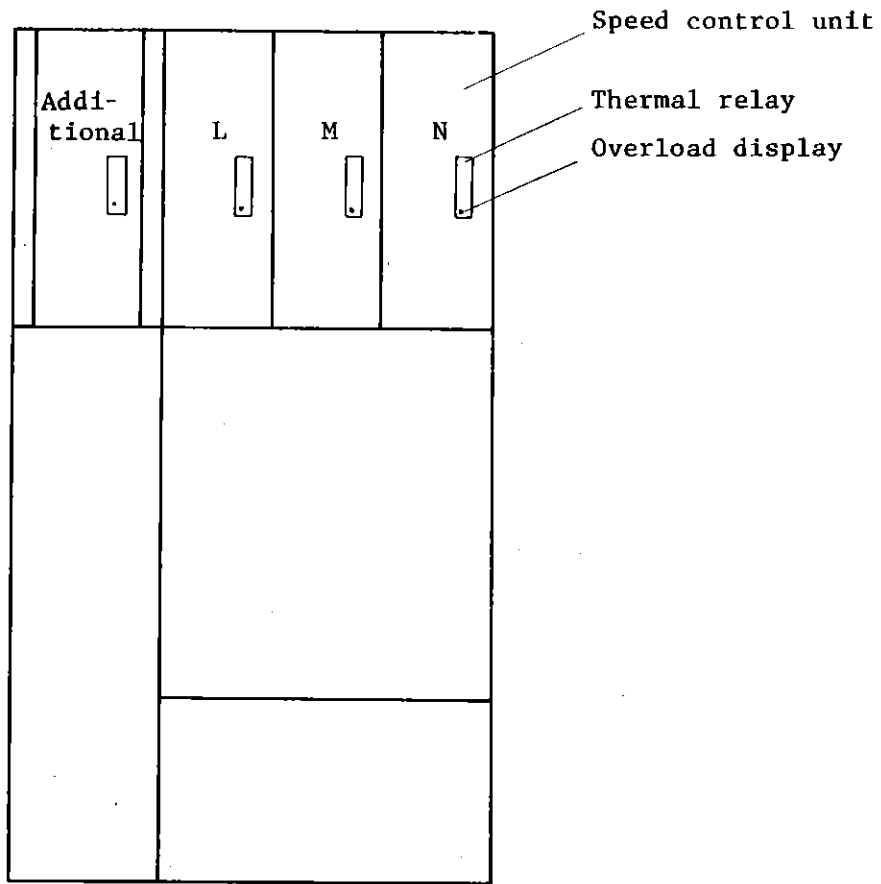 Speed control unit
Addi-
tional
L
M
N
Thermal relay
Overload display